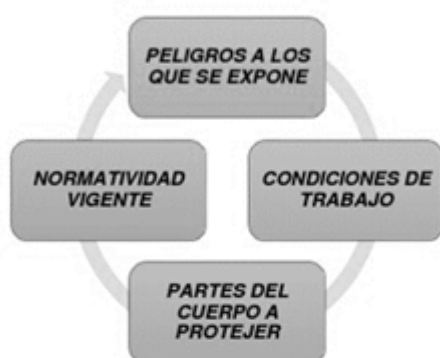 PELIGROS A LOS
QUE SE EXPONE
NORMATIVIDAD
VIGENTE
CONDICIONES DE
TRABAJO
PARTES DEL
CUERPO A
PROTEJER